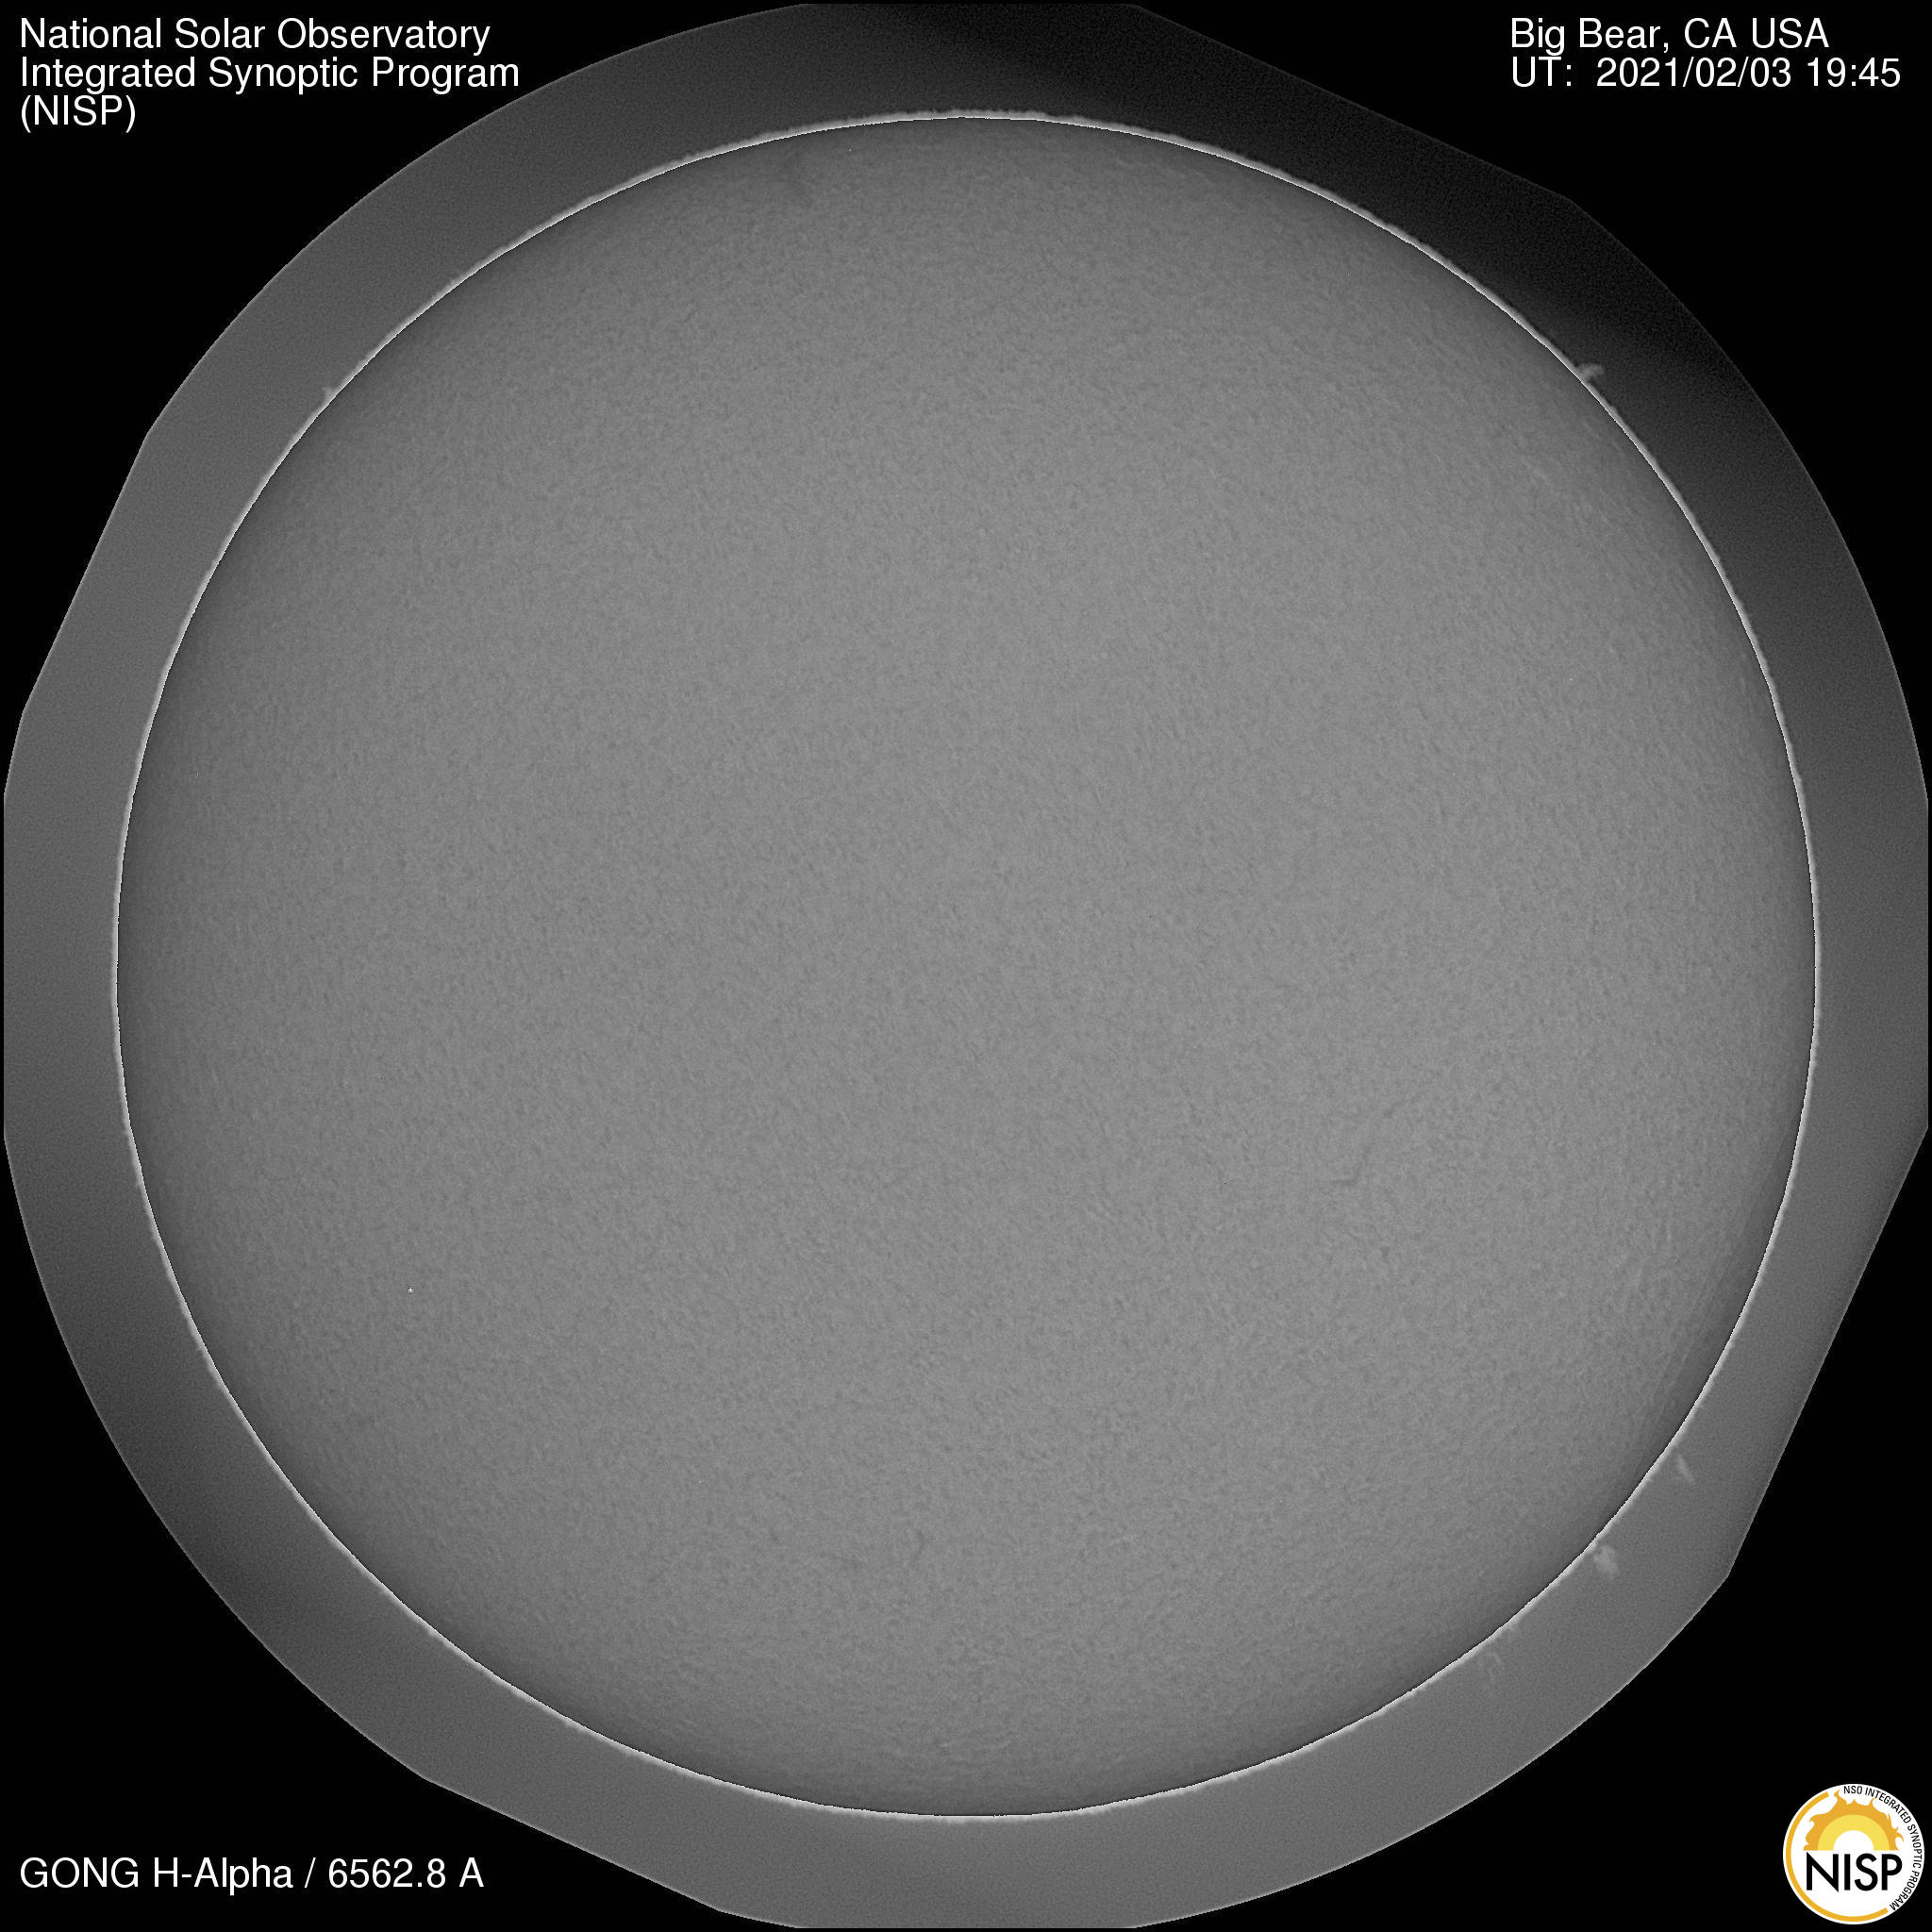 National Solar Observatory
Integrated Synoptic Program
(NISP)
Big Bear, CA USA
UT: 2021/02/03 19:45
GONG H-Alpha / 6562.8 A
NSO INTEGRATED SYNOPTIC PROGRAM
NISP